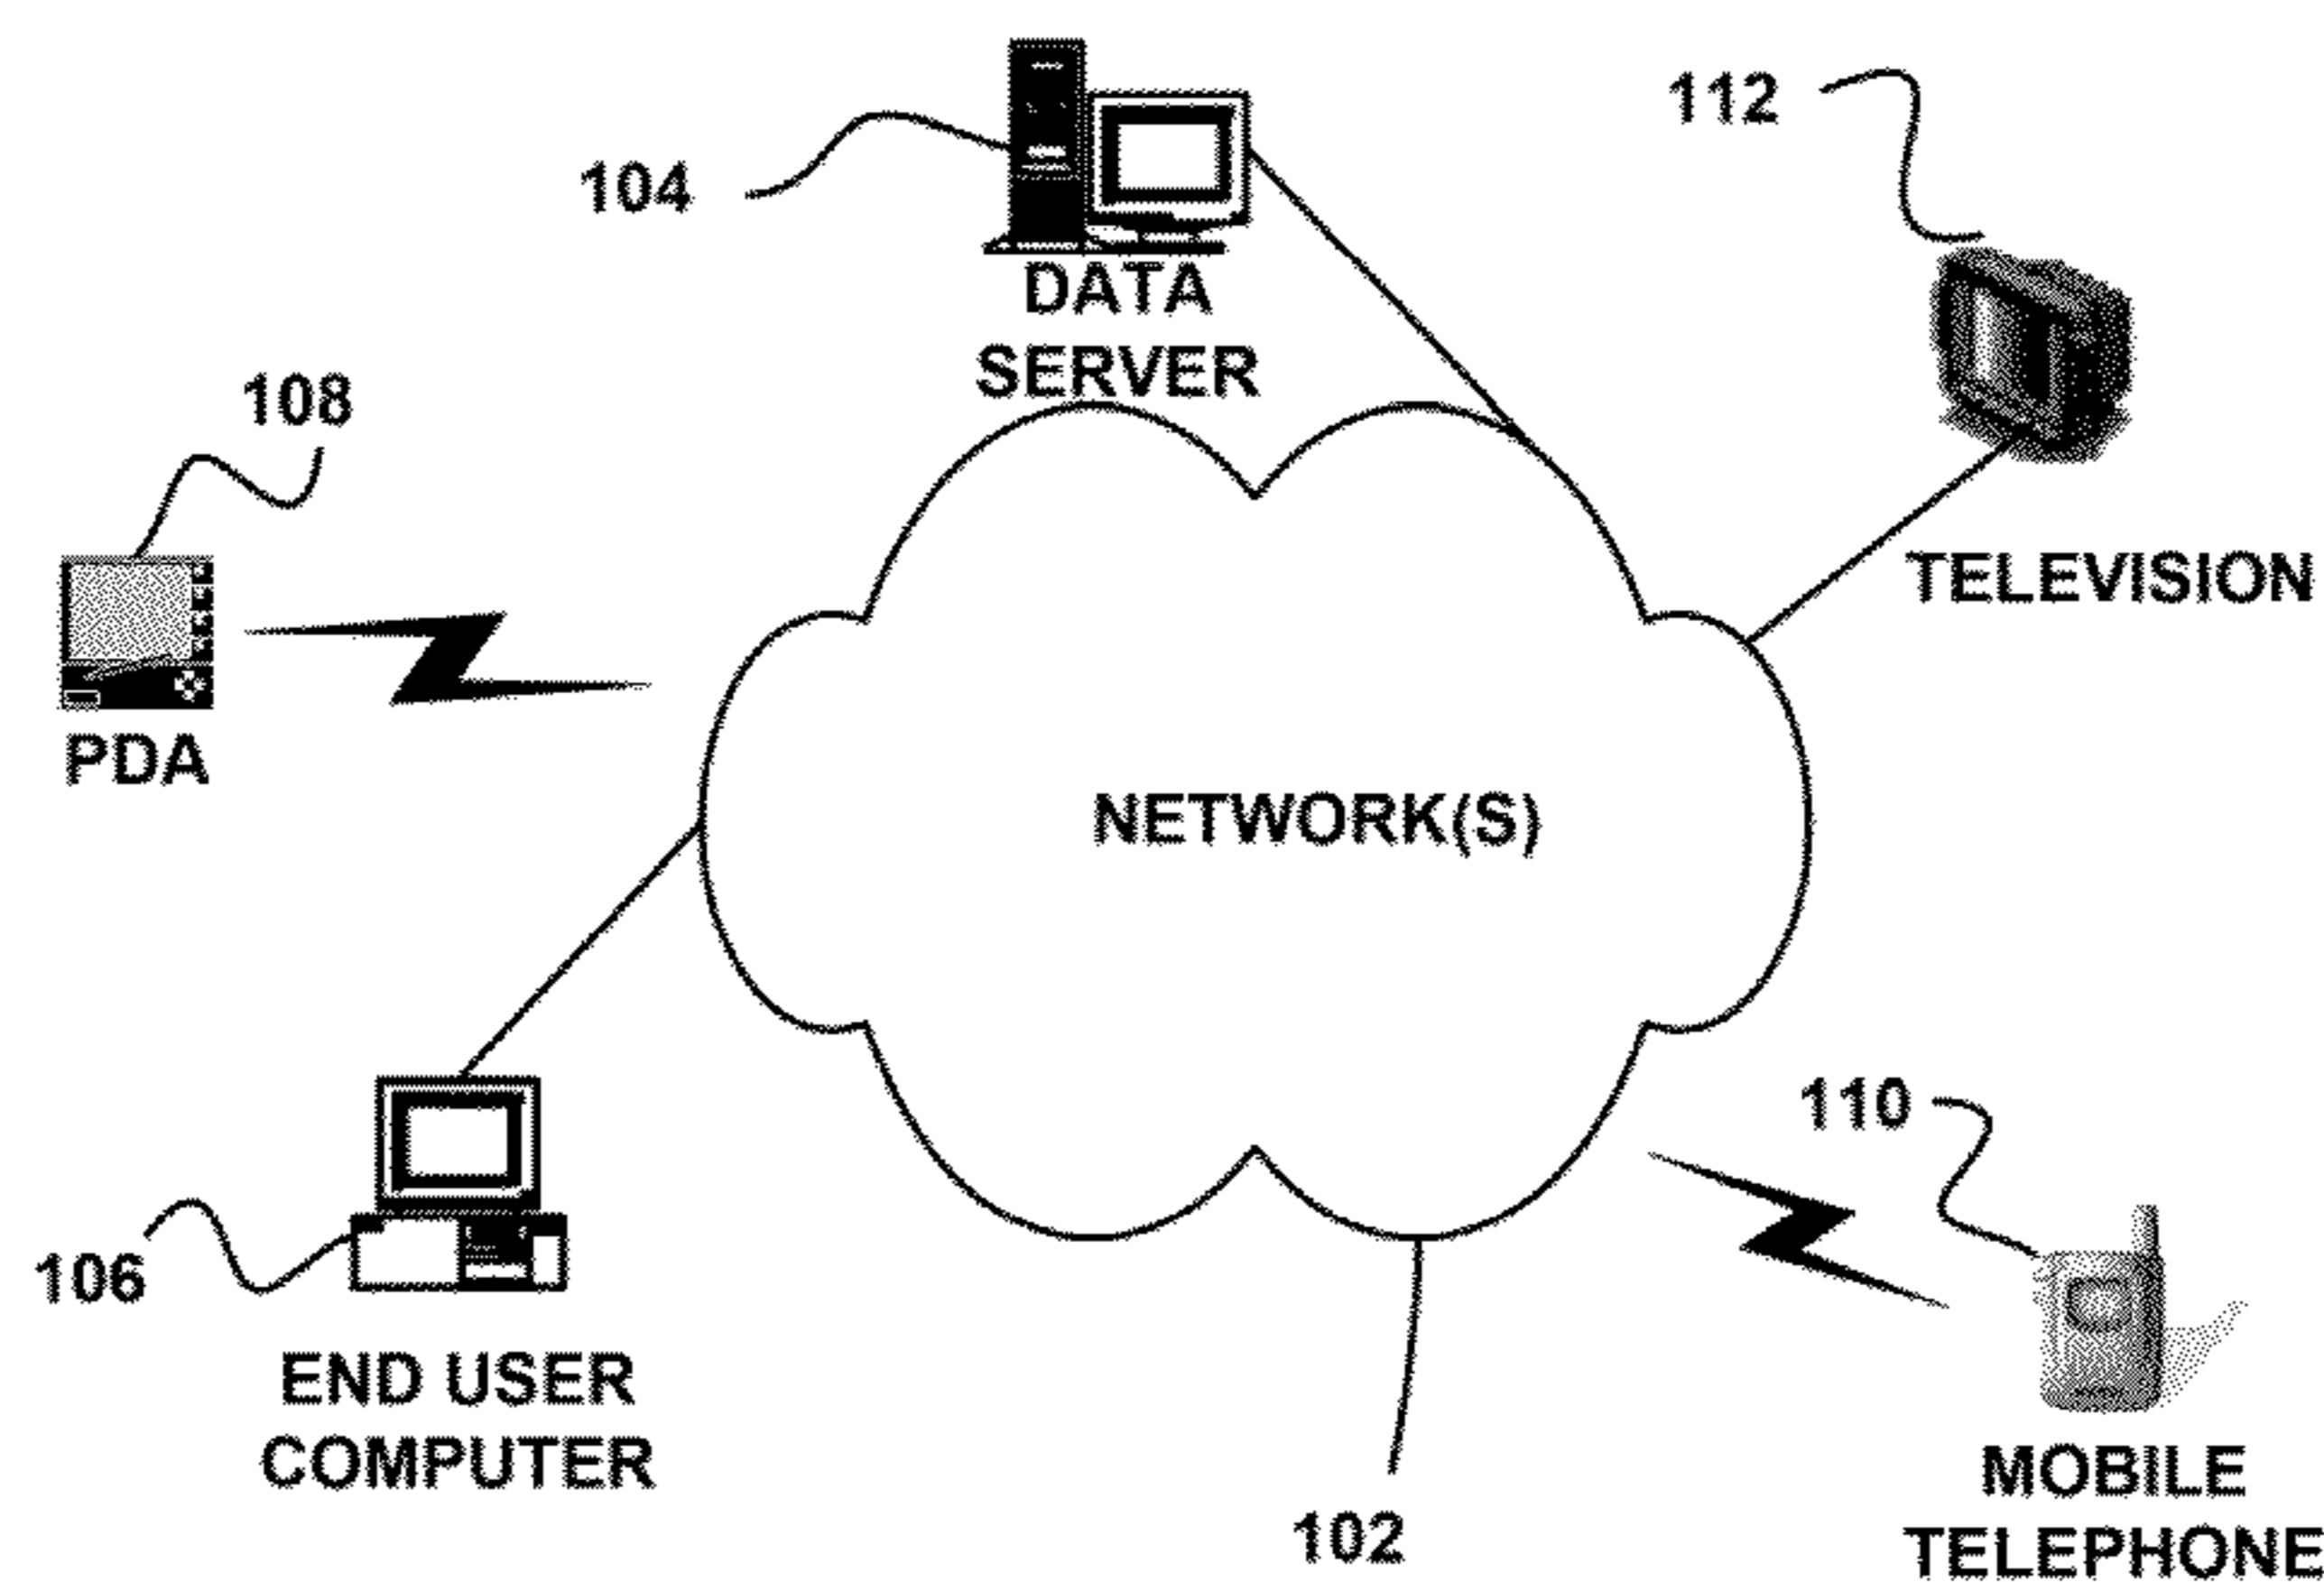 112
104
DATA
SERVER
108
TELEVISION
PDA
NETWORK(S)
110
106
END USER
COMPUTER
MOBILE
TELEPHONE
102